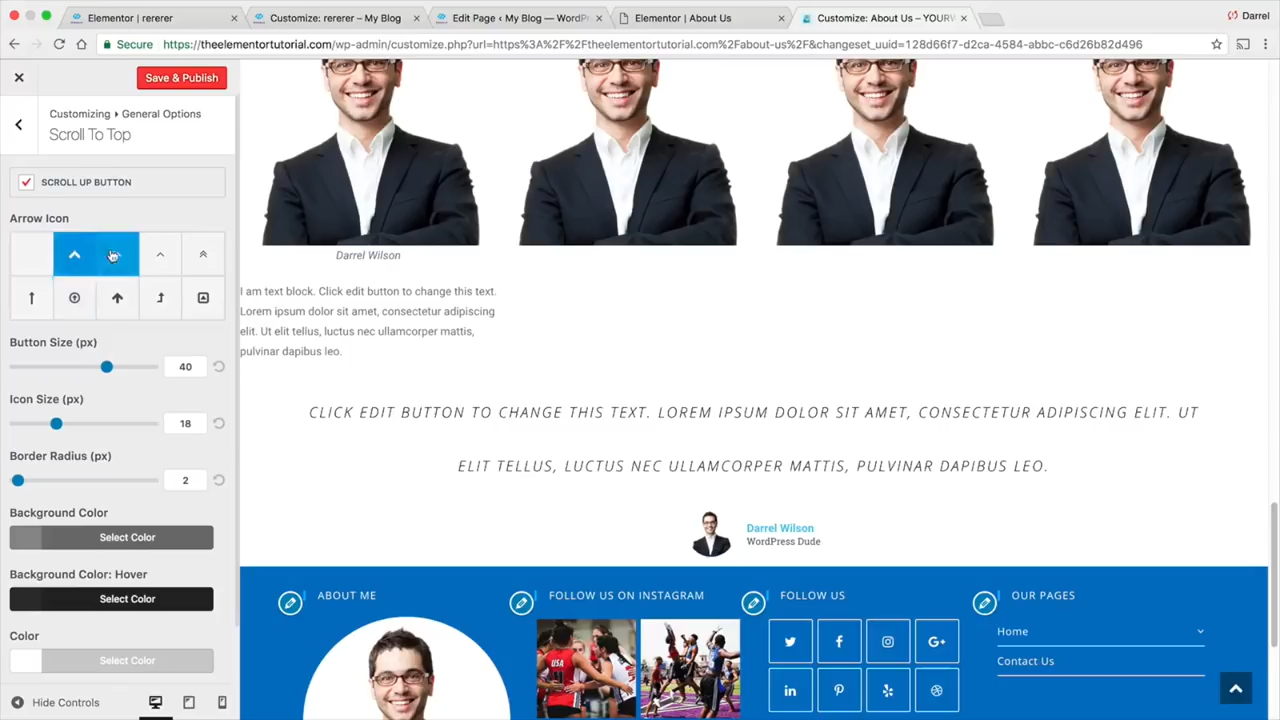 Elementor | rererer
Customize: rererer – My Blog
Edit Page ‹ My Blog — WordPr
Elementor | About Us
Customize: About Us – YOURW
Darrel
Secure
https://theelementortutorial.com/wp-admin/customize.php?url=https%3A%2F%2Ftheelementortutorial.com%2Fabout-us%2F&changeset_uuid=128d66f7-d2ca-4584-abbc-c6d26b82d496
Save & Publish
Customizing ▸ General Options
Scroll To Top
SCROLL UP BUTTON
Arrow Icon
Button Size (px)
40
Icon Size (px)
18
Border Radius (px)
2
Background Color
Select Color
Background Color: Hover
Select Color
Color
Select Color
Hide Controls
Darrel Wilson
I am text block. Click edit button to change this text.
Lorem ipsum dolor sit amet, consectetur adipiscing
elit. Ut elit tellus, luctus nec ullamcorper mattis,
pulvinar dapibus leo.
CLICK EDIT BUTTON TO CHANGE THIS TEXT. LOREM IPSUM DOLOR SIT AMET, CONSECTETUR ADIPISCING ELIT. UT
ELIT TELLUS, LUCTUS NEC ULLAMCORPER MATTIS, PULVINAR DAPIBUS LEO.
Darrel Wilson
WordPress Dude
ABOUT ME
FOLLOW US ON INSTAGRAM
USA
FOLLOW US
G+
in
OUR PAGES
Home
Contact Us